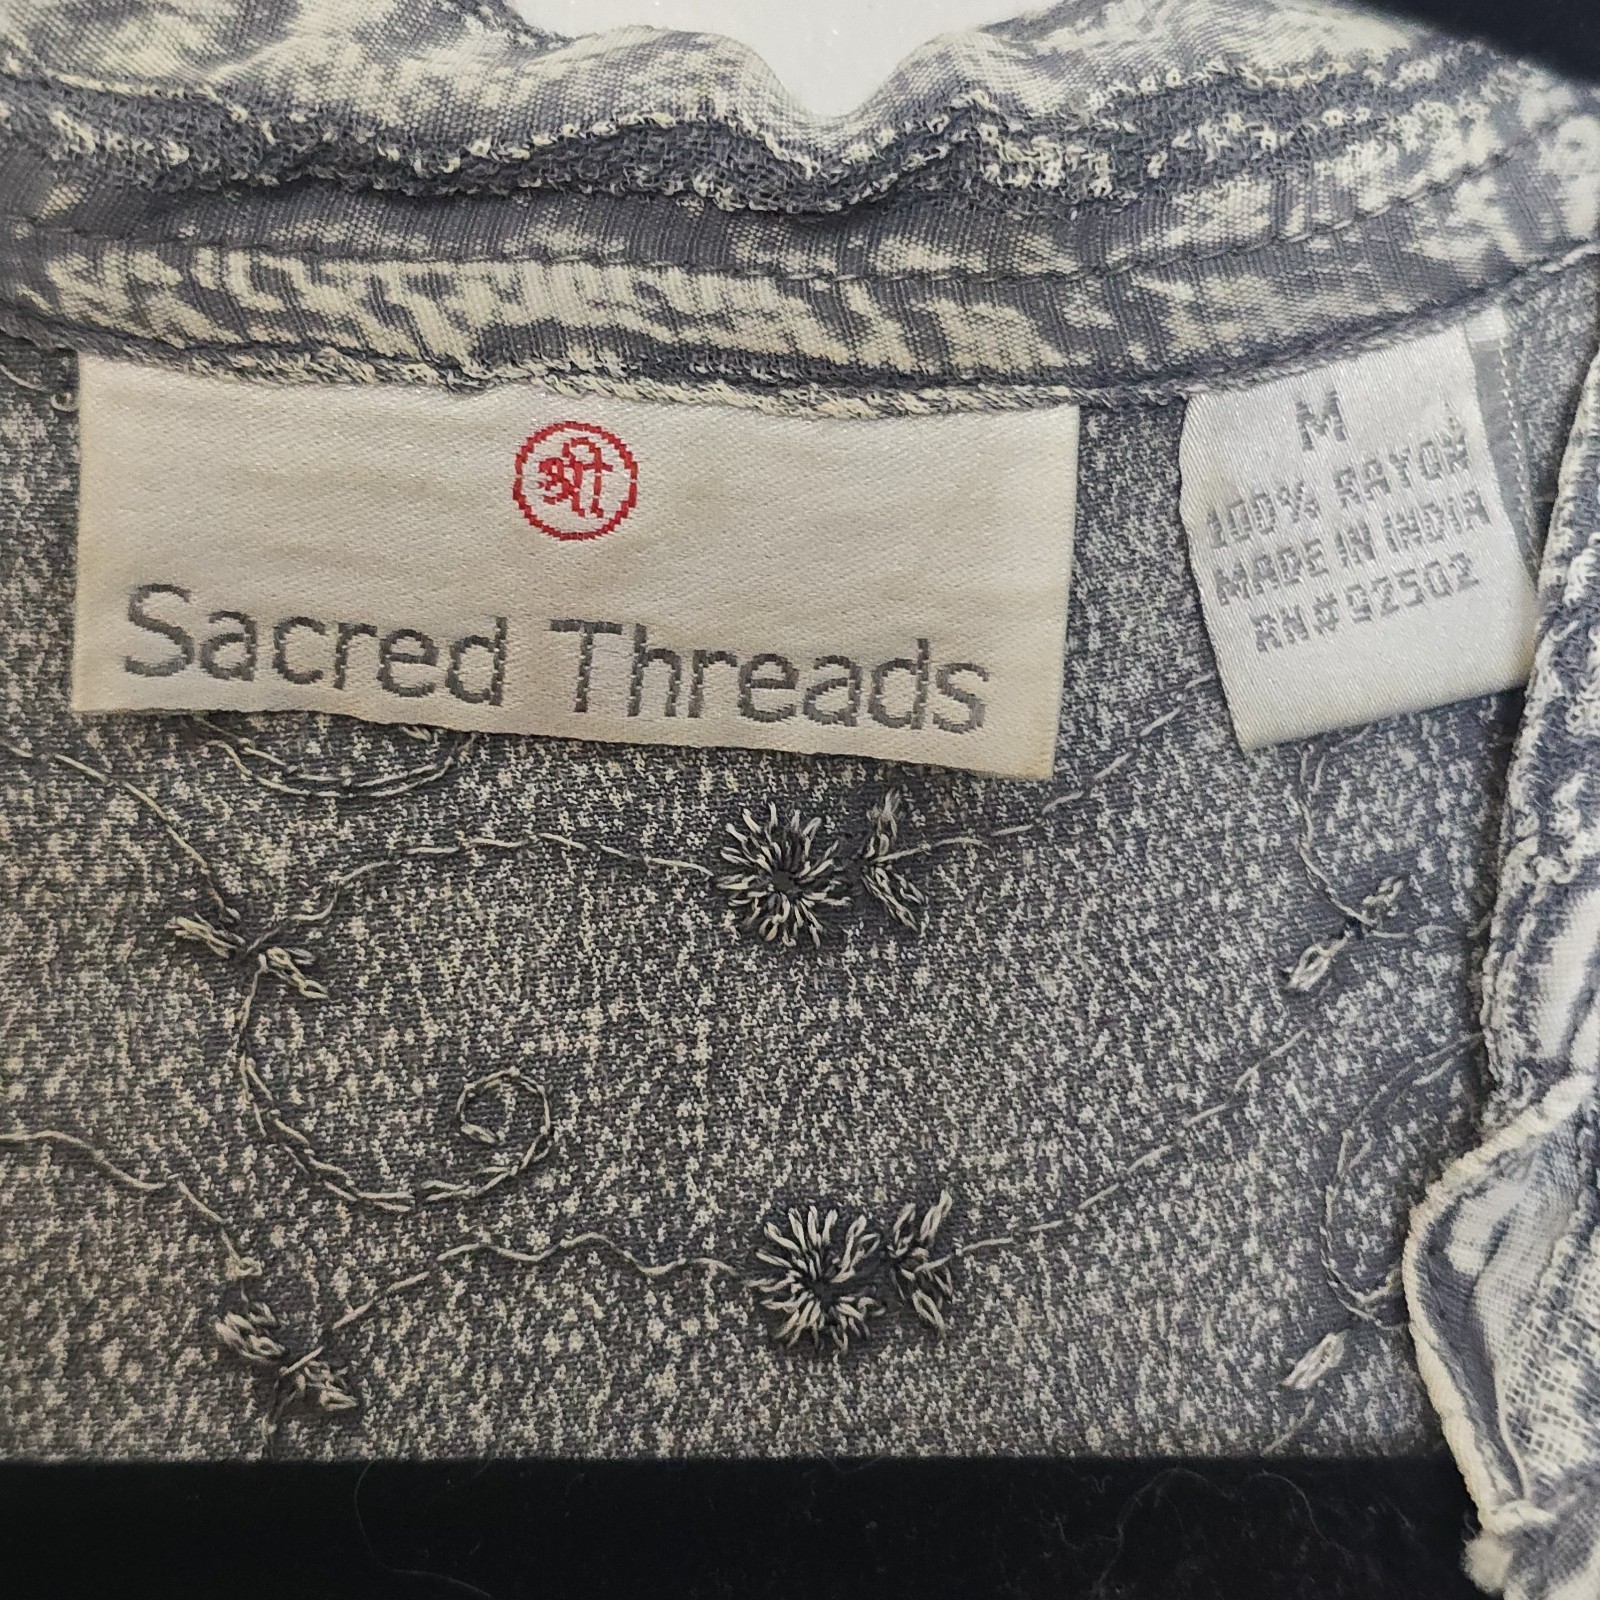 श्री
Sacred Threads
M
100% RAYON
MADE IN INDIA
RN#92502